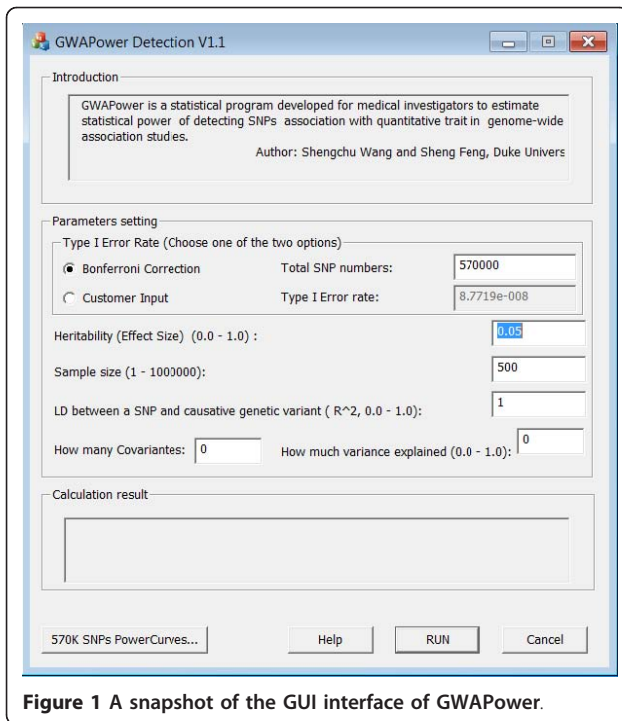 GWAPower Detection V1.1
Introduction
GWAPower is a statistical program developed for medical investigators to estimate
statistical power of detecting SNPs association with quantitative trait in genome-wide
association studies.
Author: Shengchu Wang and Sheng Feng, Duke Univers
Parameters setting
Type I Error Rate (Choose one of the two options)
Bonferroni Correction Total SNP numbers: 570000
Customer Input Type I Error rate: 8.7719e-008
Heritability (Effect Size) (0.0 - 1.0) : 0.05
Sample size (1 - 1000000): 500
LD between a SNP and causative genetic variant ( R^2, 0.0 - 1.0): 1
How many Covariantes: 0 How much variance explained (0.0 - 1.0): 0
Calculation result
570K SNPs PowerCurves... Help RUN Cancel
Figure 1 A snapshot of the GUI interface of GWAPower.